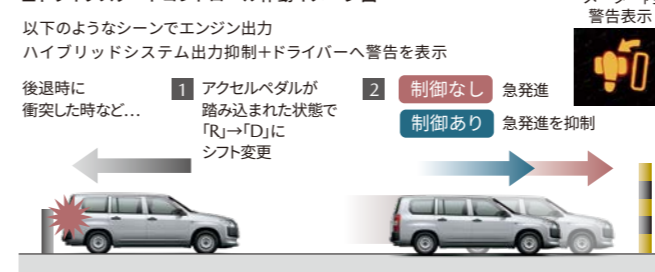 以下のようなシーンでエンジン出力
ハイブリッドシステム出力抑制＋ドライバーへ警告を表示
警告表示
後退時に
衝突した時など…
1 アクセルペダルが
踏み込まれた状態で
「R」→「D」に
シフト変更
2 制御なし 急発進
制御あり 急発進を抑制